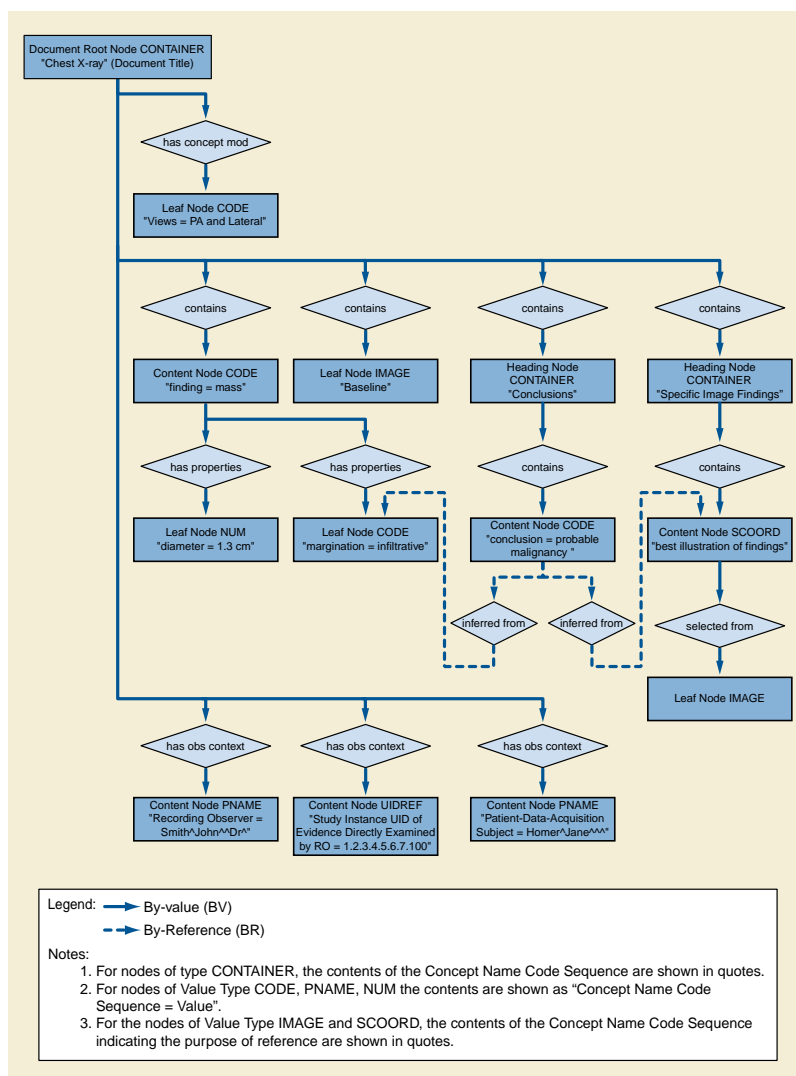 Document Root Node CONTAINER
"Chest X-ray" (Document Title)
has concept mod
Leaf Node CODE
"Views = PA and Lateral"
contains
contains
contains
contains
Content Node CODE
"finding = mass"
Leaf Node IMAGE
"Baseline"
Heading Node
CONTAINER
"Conclusions"
Heading Node
CONTAINER
"Specific Image Findings"
has properties
has properties
contains
contains
Leaf Node NUM
"diameter = 1.3 cm"
Leaf Node CODE
"margination = infiltrative"
Content Node CODE
"conclusion = probable
malignancy "
Content Node SCOORD
"best illustration of findings"
inferred from
inferred from
selected from
Leaf Node IMAGE
has obs context
has obs context
has obs context
Content Node PNAME
"Recording Observer =
Smith^John^^Dr^"
Content Node UIDREF
"Study Instance UID of
Evidence Directly Examined
by RO = 1.2.3.4.5.6.7.100"
Content Node PNAME
"Patient-Data-Acquisition
Subject = Homer^Jane^^^"
Legend:
By-value (BV)
By-Reference (BR)
Notes:
1. For nodes of type CONTAINER, the contents of the Concept Name Code Sequence are shown in quotes.
2. For nodes of Value Type CODE, PNAME, NUM the contents are shown as “Concept Name Code
Sequence = Value”.
3. For the nodes of Value Type IMAGE and SCOORD, the contents of the Concept Name Code Sequence
indicating the purpose of reference are shown in quotes.